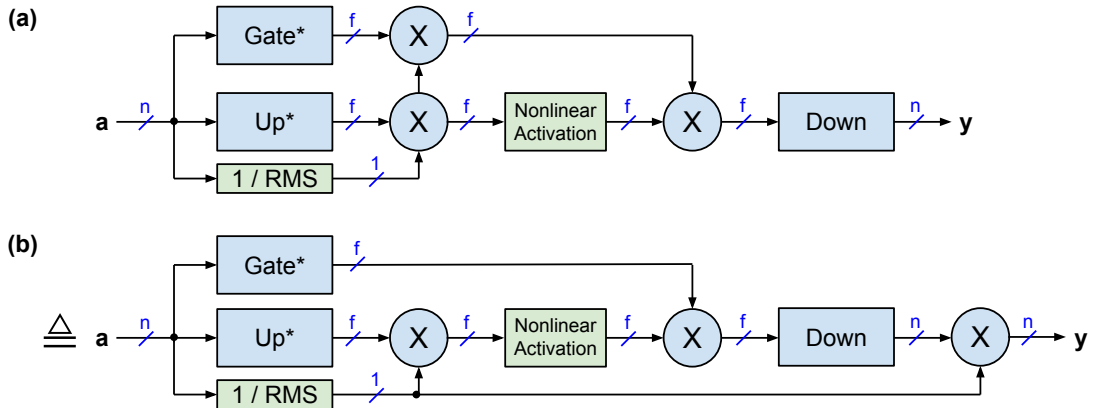 (a)
Gate* f X f
a n Up* f X f Nonlinear Activation f X f Down n y
1 / RMS 1
(b)
Gate* f
≜ a n Up* f X f Nonlinear Activation f X f Down n X n y
1 / RMS 1